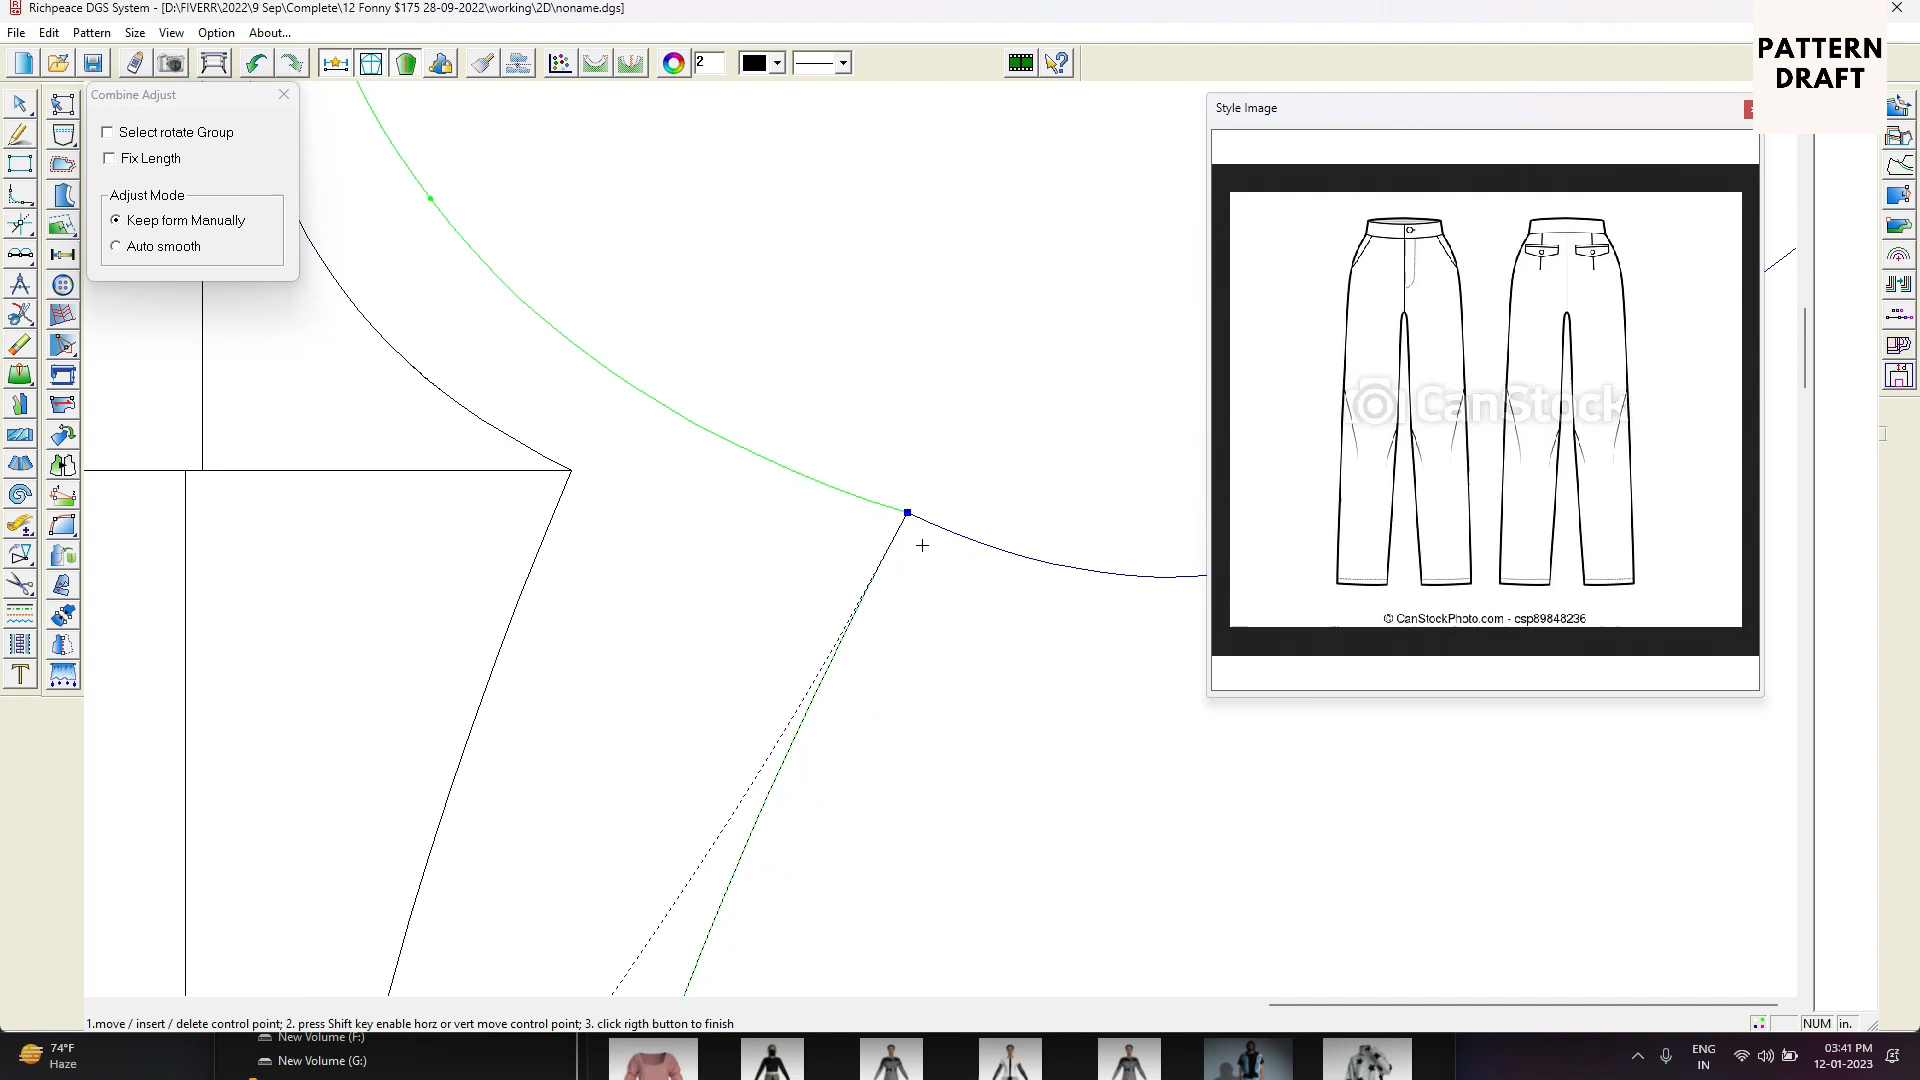 Richpeace DGS System - [D:\FIVERR\2022\9 Sep\Complete\12 Fonny $175 28-09-2022\working\2D\noname.dgs]
File Edit Pattern Size View Option About...
2
PATTERN
DRAFT
Combine Adjust
Select rotate Group
Fix Length
Adjust Mode
Keep form Manually
Auto smooth
Style Image
CanStock
© CanStockPhoto.com - csp89848236
1.move / insert / delete control point; 2. press Shift key enable horz or vert move control point; 3. click rigth button to finish
NUM in.
74°F
Haze
New Volume (F:)
New Volume (G:)
ENG
IN
03:41 PM
12-01-2023